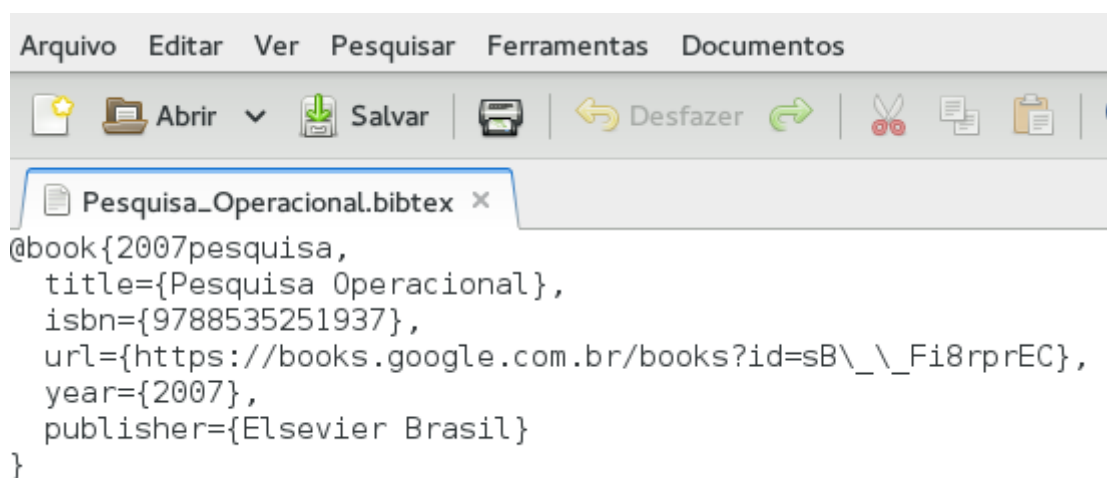 Arquivo Editar Ver Pesquisar Ferramentas Documentos
Abrir Salvar Desfazer
Pesquisa_Operacional.bibtex ×
@book{2007pesquisa,
  title={Pesquisa Operacional},
  isbn={9788535251937},
  url={https://books.google.com.br/books?id=sB\_\_Fi8rprEC},
  year={2007},
  publisher={Elsevier Brasil}
}